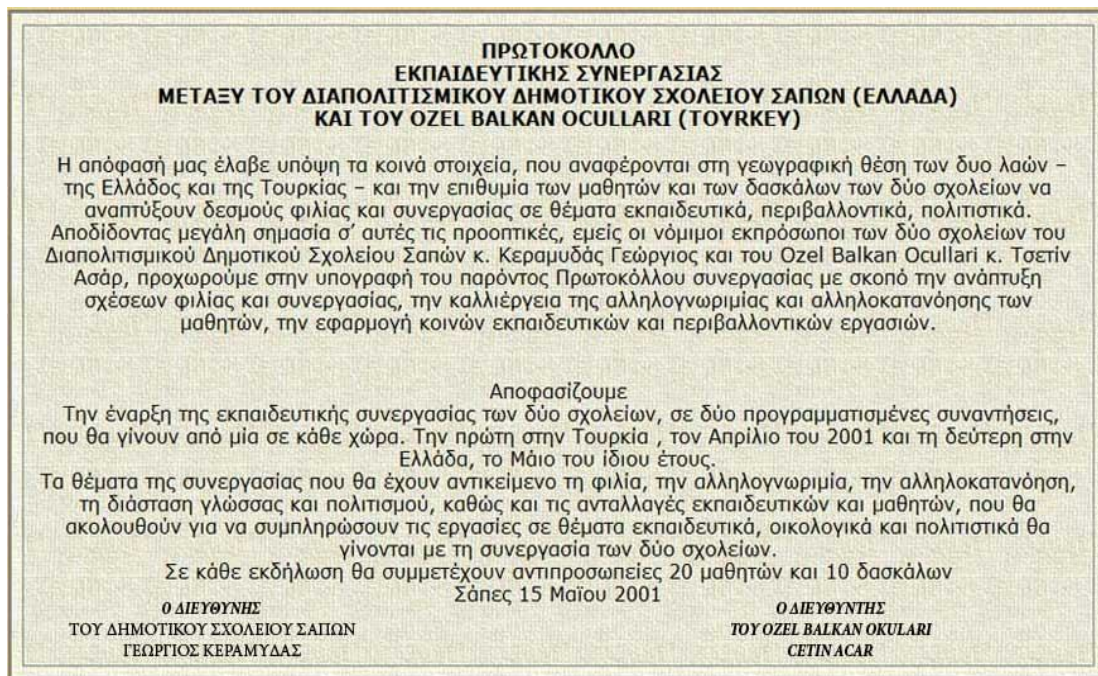 ΠΡΩΤΟΚΟΛΛΟ
ΕΚΠΑΙΔΕΥΤΙΚΗΣ ΣΥΝΕΡΓΑΣΙΑΣ
ΜΕΤΑΞΥ ΤΟΥ ΔΙΑΠΟΛΙΤΙΣΜΙΚΟΥ ΔΗΜΟΤΙΚΟΥ ΣΧΟΛΕΙΟΥ ΣΑΠΩΝ (ΕΛΛΑΔΑ)
ΚΑΙ ΤΟΥ OZEL BALKAN OCULLARI (TOYRKEY)
Η απόφασή μας έλαβε υπόψη τα κοινά στοιχεία, που αναφέρονται στη γεωγραφική θέση των δυο λαών –
της Ελλάδος και της Τουρκίας – και την επιθυμία των μαθητών και των δασκάλων των δύο σχολείων να
αναπτύξουν δεσμούς φιλίας και συνεργασίας σε θέματα εκπαιδευτικά, περιβαλλοντικά, πολιτιστικά.
Αποδίδοντας μεγάλη σημασία σ' αυτές τις προοπτικές, εμείς οι νόμιμοι εκπρόσωποι των δύο σχολείων του
Διαπολιτισμικού Δημοτικού Σχολείου Σαπών κ. Κεραμυδάς Γεώργιος και του Ozel Balkan Ocullari κ. Τσετίν
Ασάρ, προχωρούμε στην υπογραφή του παρόντος Πρωτοκόλλου συνεργασίας με σκοπό την ανάπτυξη
σχέσεων φιλίας και συνεργασίας, την καλλιέργεια της αλληλογνωριμίας και αλληλοκατανόησης των
μαθητών, την εφαρμογή κοινών εκπαιδευτικών και περιβαλλοντικών εργασιών.
Αποφασίζουμε
Την έναρξη της εκπαιδευτικής συνεργασίας των δύο σχολείων, σε δύο προγραμματισμένες συναντήσεις,
που θα γίνουν από μία σε κάθε χώρα. Την πρώτη στην Τουρκία , τον Απρίλιο του 2001 και τη δεύτερη στην
Ελλάδα, το Μάιο του ίδιου έτους.
Τα θέματα της συνεργασίας που θα έχουν αντικείμενο τη φιλία, την αλληλογνωριμία, την αλληλοκατανόηση,
τη διάσταση γλώσσας και πολιτισμού, καθώς και τις ανταλλαγές εκπαιδευτικών και μαθητών, που θα
ακολουθούν για να συμπληρώσουν τις εργασίες σε θέματα εκπαιδευτικά, οικολογικά και πολιτιστικά θα
γίνονται με τη συνεργασία των δύο σχολείων.
Σε κάθε εκδήλωση θα συμμετέχουν αντιπροσωπείες 20 μαθητών και 10 δασκάλων
Σάπες 15 Μαϊου 2001
Ο ΔΙΕΥΘΥΝΗΣ
ΤΟΥ ΔΗΜΟΤΙΚΟΥ ΣΧΟΛΕΙΟΥ ΣΑΠΩΝ
ΓΕΩΡΓΙΟΣ ΚΕΡΑΜΥΔΑΣ
Ο ΔΙΕΥΘΥΝΤΗΣ
ΤΟΥ OZEL BALKAN OKULARI
CETIN ACAR